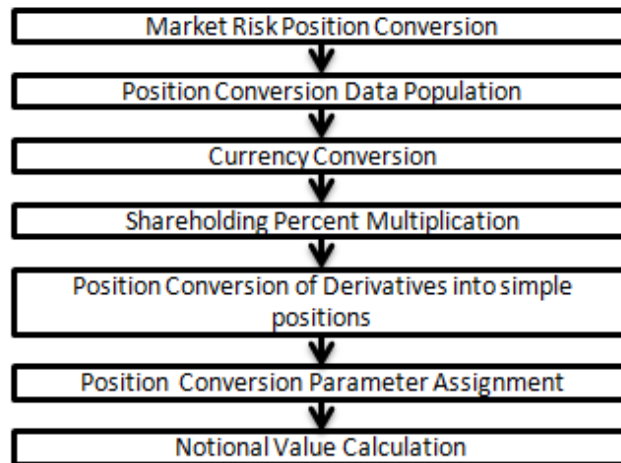 Market Risk Position Conversion
Position Conversion Data Population
Currency Conversion
Shareholding Percent Multiplication
Position Conversion of Derivatives into simple
positions
Position  Conversion Parameter Assignment
Notional Value Calculation